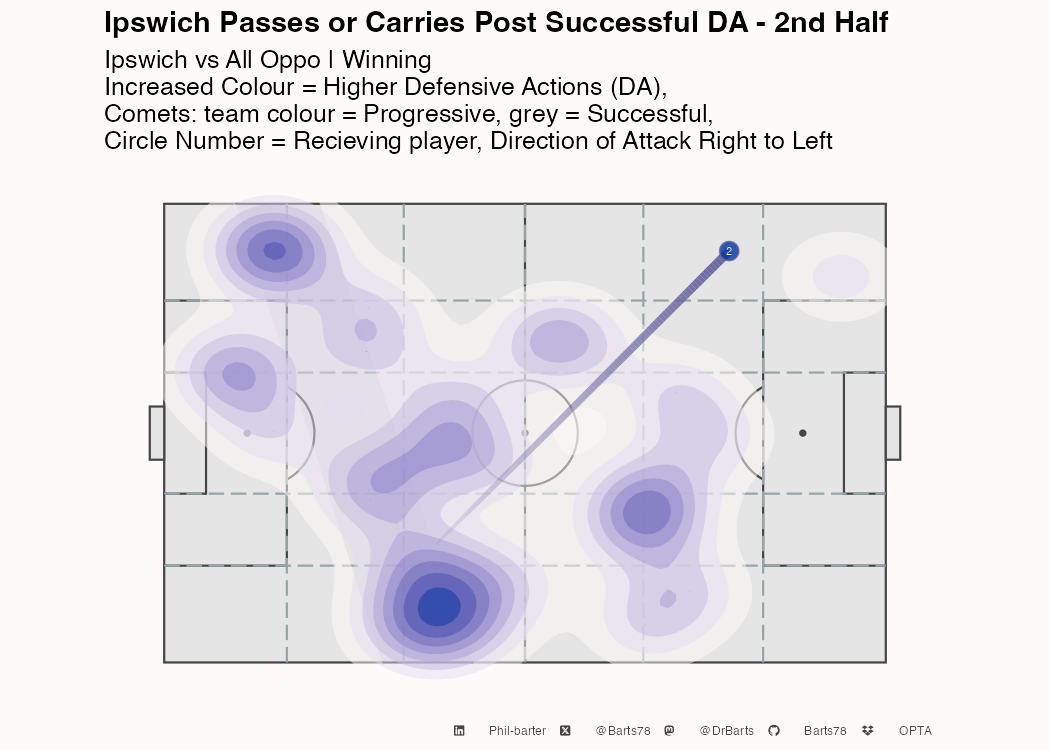 Ipswich Passes or Carries Post Successful DA - 2nd Half
Ipswich vs All Oppo | Winning
Increased Colour = Higher Defensive Actions (DA),
Comets: team colour = Progressive, grey = Successful,
Circle Number = Recieving player, Direction of Attack Right to Left
2
Phil-barter @Barts78 @DrBarts Barts78 OPTA